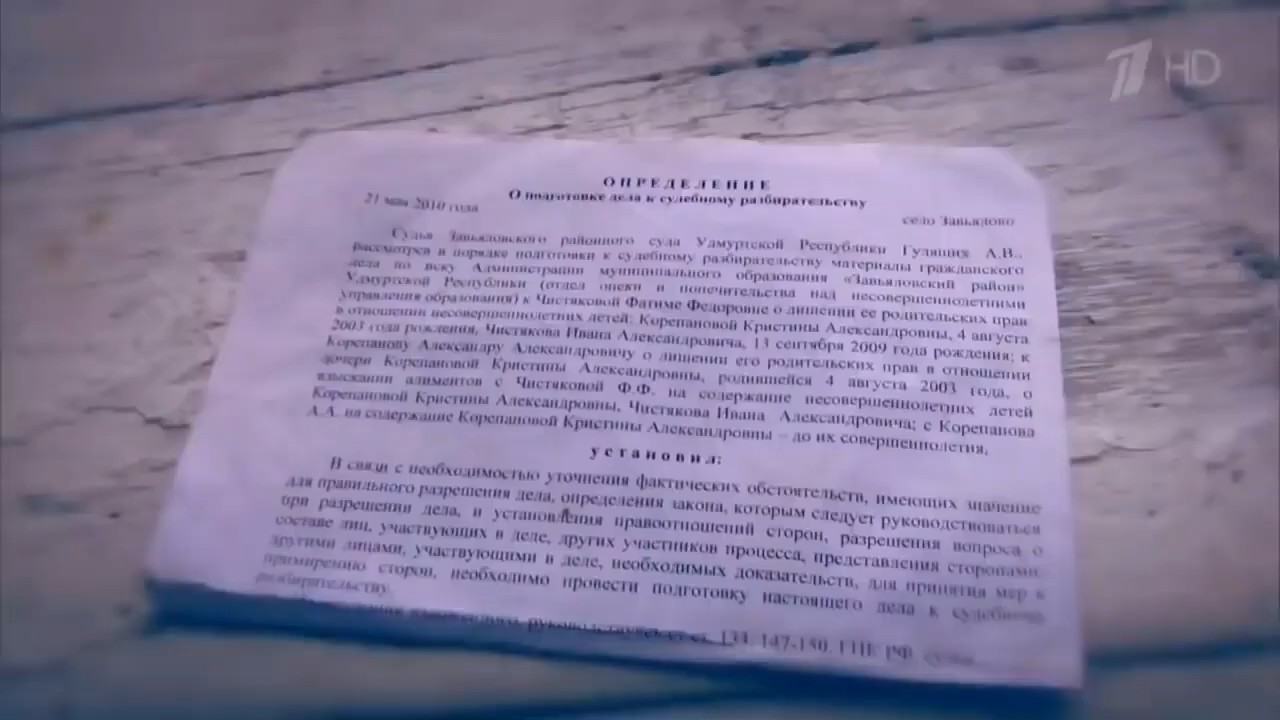 1 HD
ОПРЕДЕЛЕНИЕ
О подготовке дела к судебному разбирательству
21 мая 2010 года
село Завьялово
Судья Завьяловского районного суда Удмуртской Республики Гулящих А.В.,
рассмотрев в порядке подготовки к судебному разбирательству материалы гражданского
дела по иску Администрации муниципального образования «Завьяловский район»
Удмуртской Республики (отдел опеки и попечительства над несовершеннолетними
управления образования) к Чистяковой Фатиме Федоровне о лишении ее родительских прав
в отношении несовершеннолетних детей: Корепановой Кристины Александровны, 4 августа
2003 года рождения, Чистякова Ивана Александровича, 13 сентября 2009 года рождения; к
Корепанову Александру Александровичу о лишении его родительских прав в отношении
дочери Корепановой Кристины Александровны, родившейся 4 августа 2003 года, о
взыскании алиментов с Чистяковой Ф.Ф. на содержание несовершеннолетних детей
Корепановой Кристины Александровны, Чистякова Ивана Александровича; с Корепанова
А.А. на содержание Корепановой Кристины Александровны – до их совершеннолетия,
установил:
В связи с необходимостью уточнения фактических обстоятельств, имеющих значение
для правильного разрешения дела, определения закона, которым следует руководствоваться
при разрешении дела, и установления правоотношений сторон, разрешения вопроса о
составе лиц, участвующих в деле, других участников процесса, представления сторонами,
другими лицами, участвующими в деле, необходимых доказательств, для принятия мер к
примирению сторон, необходимо провести подготовку настоящего дела к судебному
разбирательству.
руководствуясь ст. 133, 147-150, ГПК РФ, судья